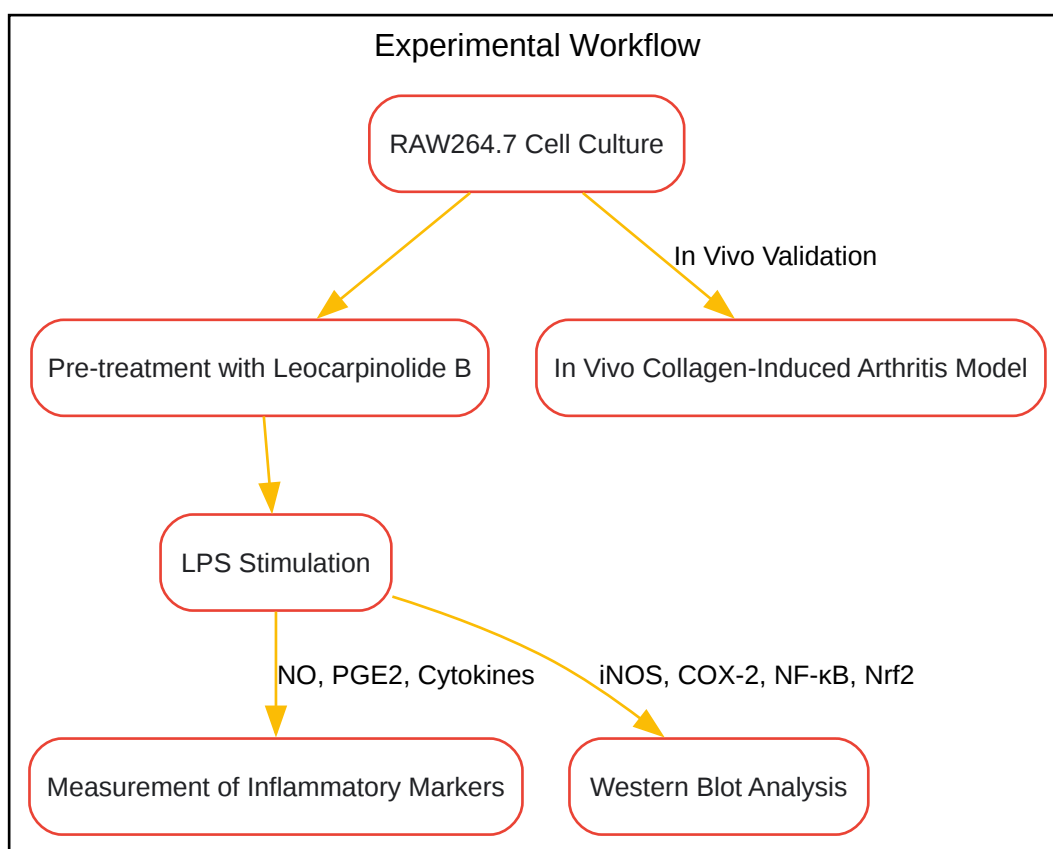 Experimental Workflow
RAW264.7 Cell Culture
In Vivo Validation
Pre-treatment with Leocarpinolide B
In Vivo Collagen-Induced Arthritis Model
LPS Stimulation
NO, PGE2, Cytokines
iNOS, COX-2, NF-κB, Nrf2
Measurement of Inflammatory Markers
Western Blot Analysis